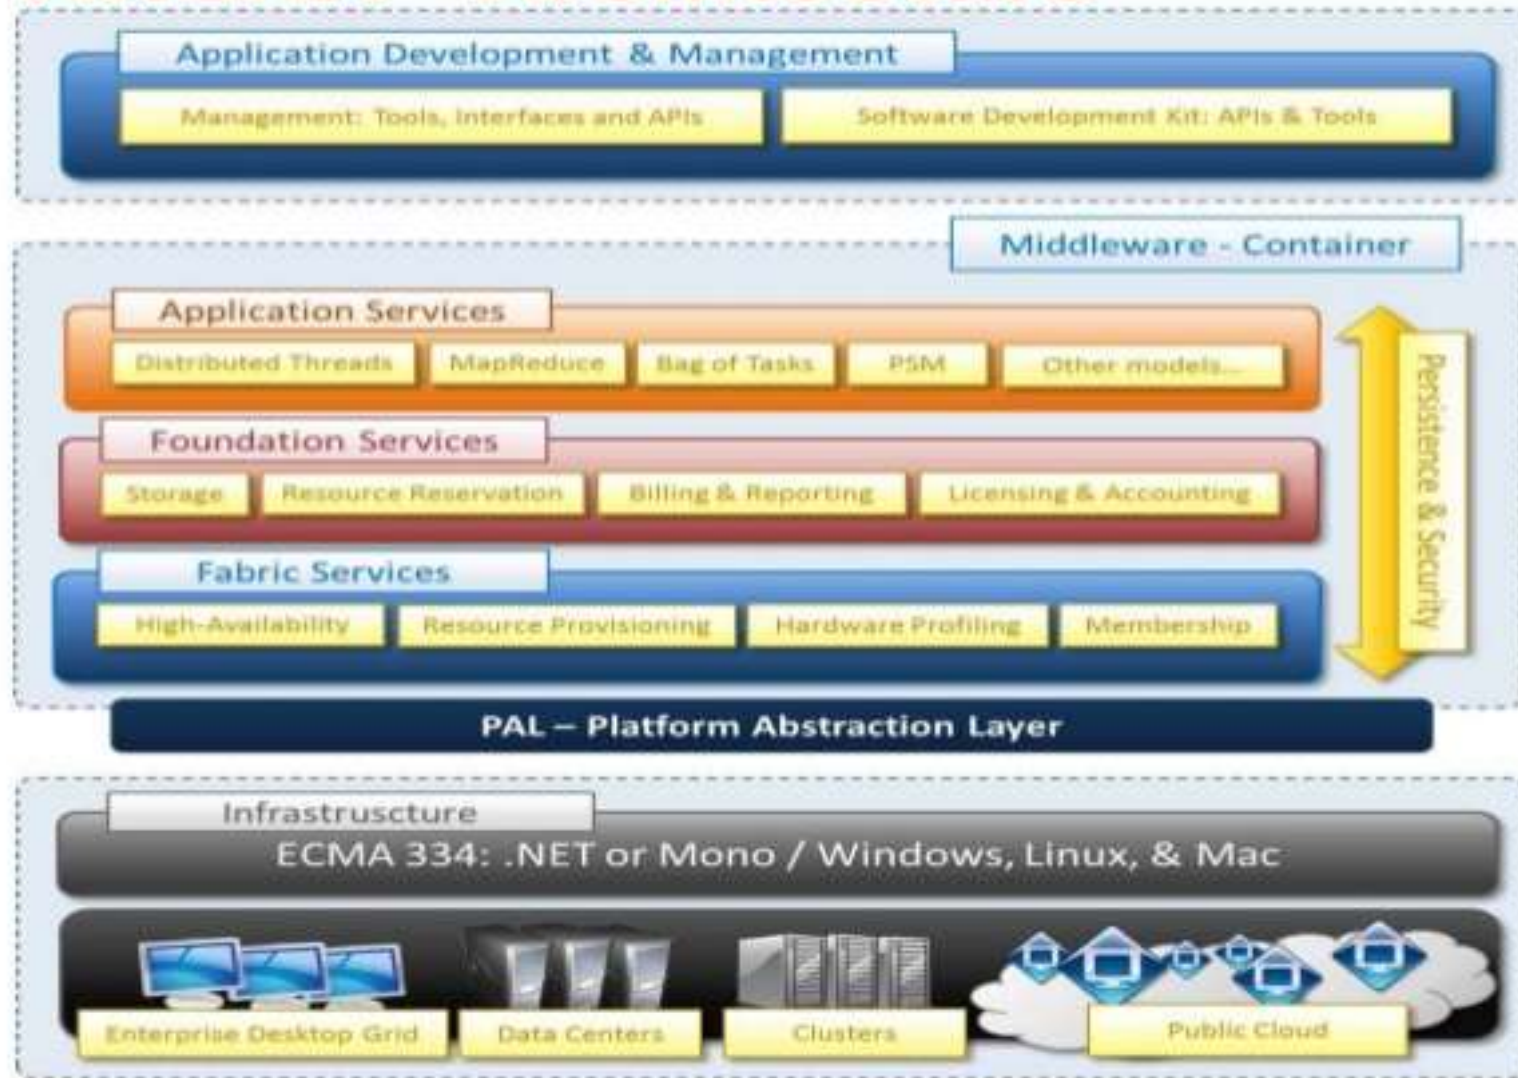 Application Development & Management
Management: Tools, Interfaces and APIs
Software Development Kit: APIs & Tools
Middleware - Container
Application Services
Distributed Threads
MapReduce
Bag of Tasks
PSM
Other models...
Foundation Services
Storage
Resource Reservation
Billing & Reporting
Licensing & Accounting
Fabric Services
High-Availability
Resource Provisioning
Hardware Profiling
Membership
Persistence & Security
PAL – Platform Abstraction Layer
Infrastruscture
ECMA 334: .NET or Mono / Windows, Linux, & Mac
Enterprise Desktop Grid
Data Centers
Clusters
Public Cloud